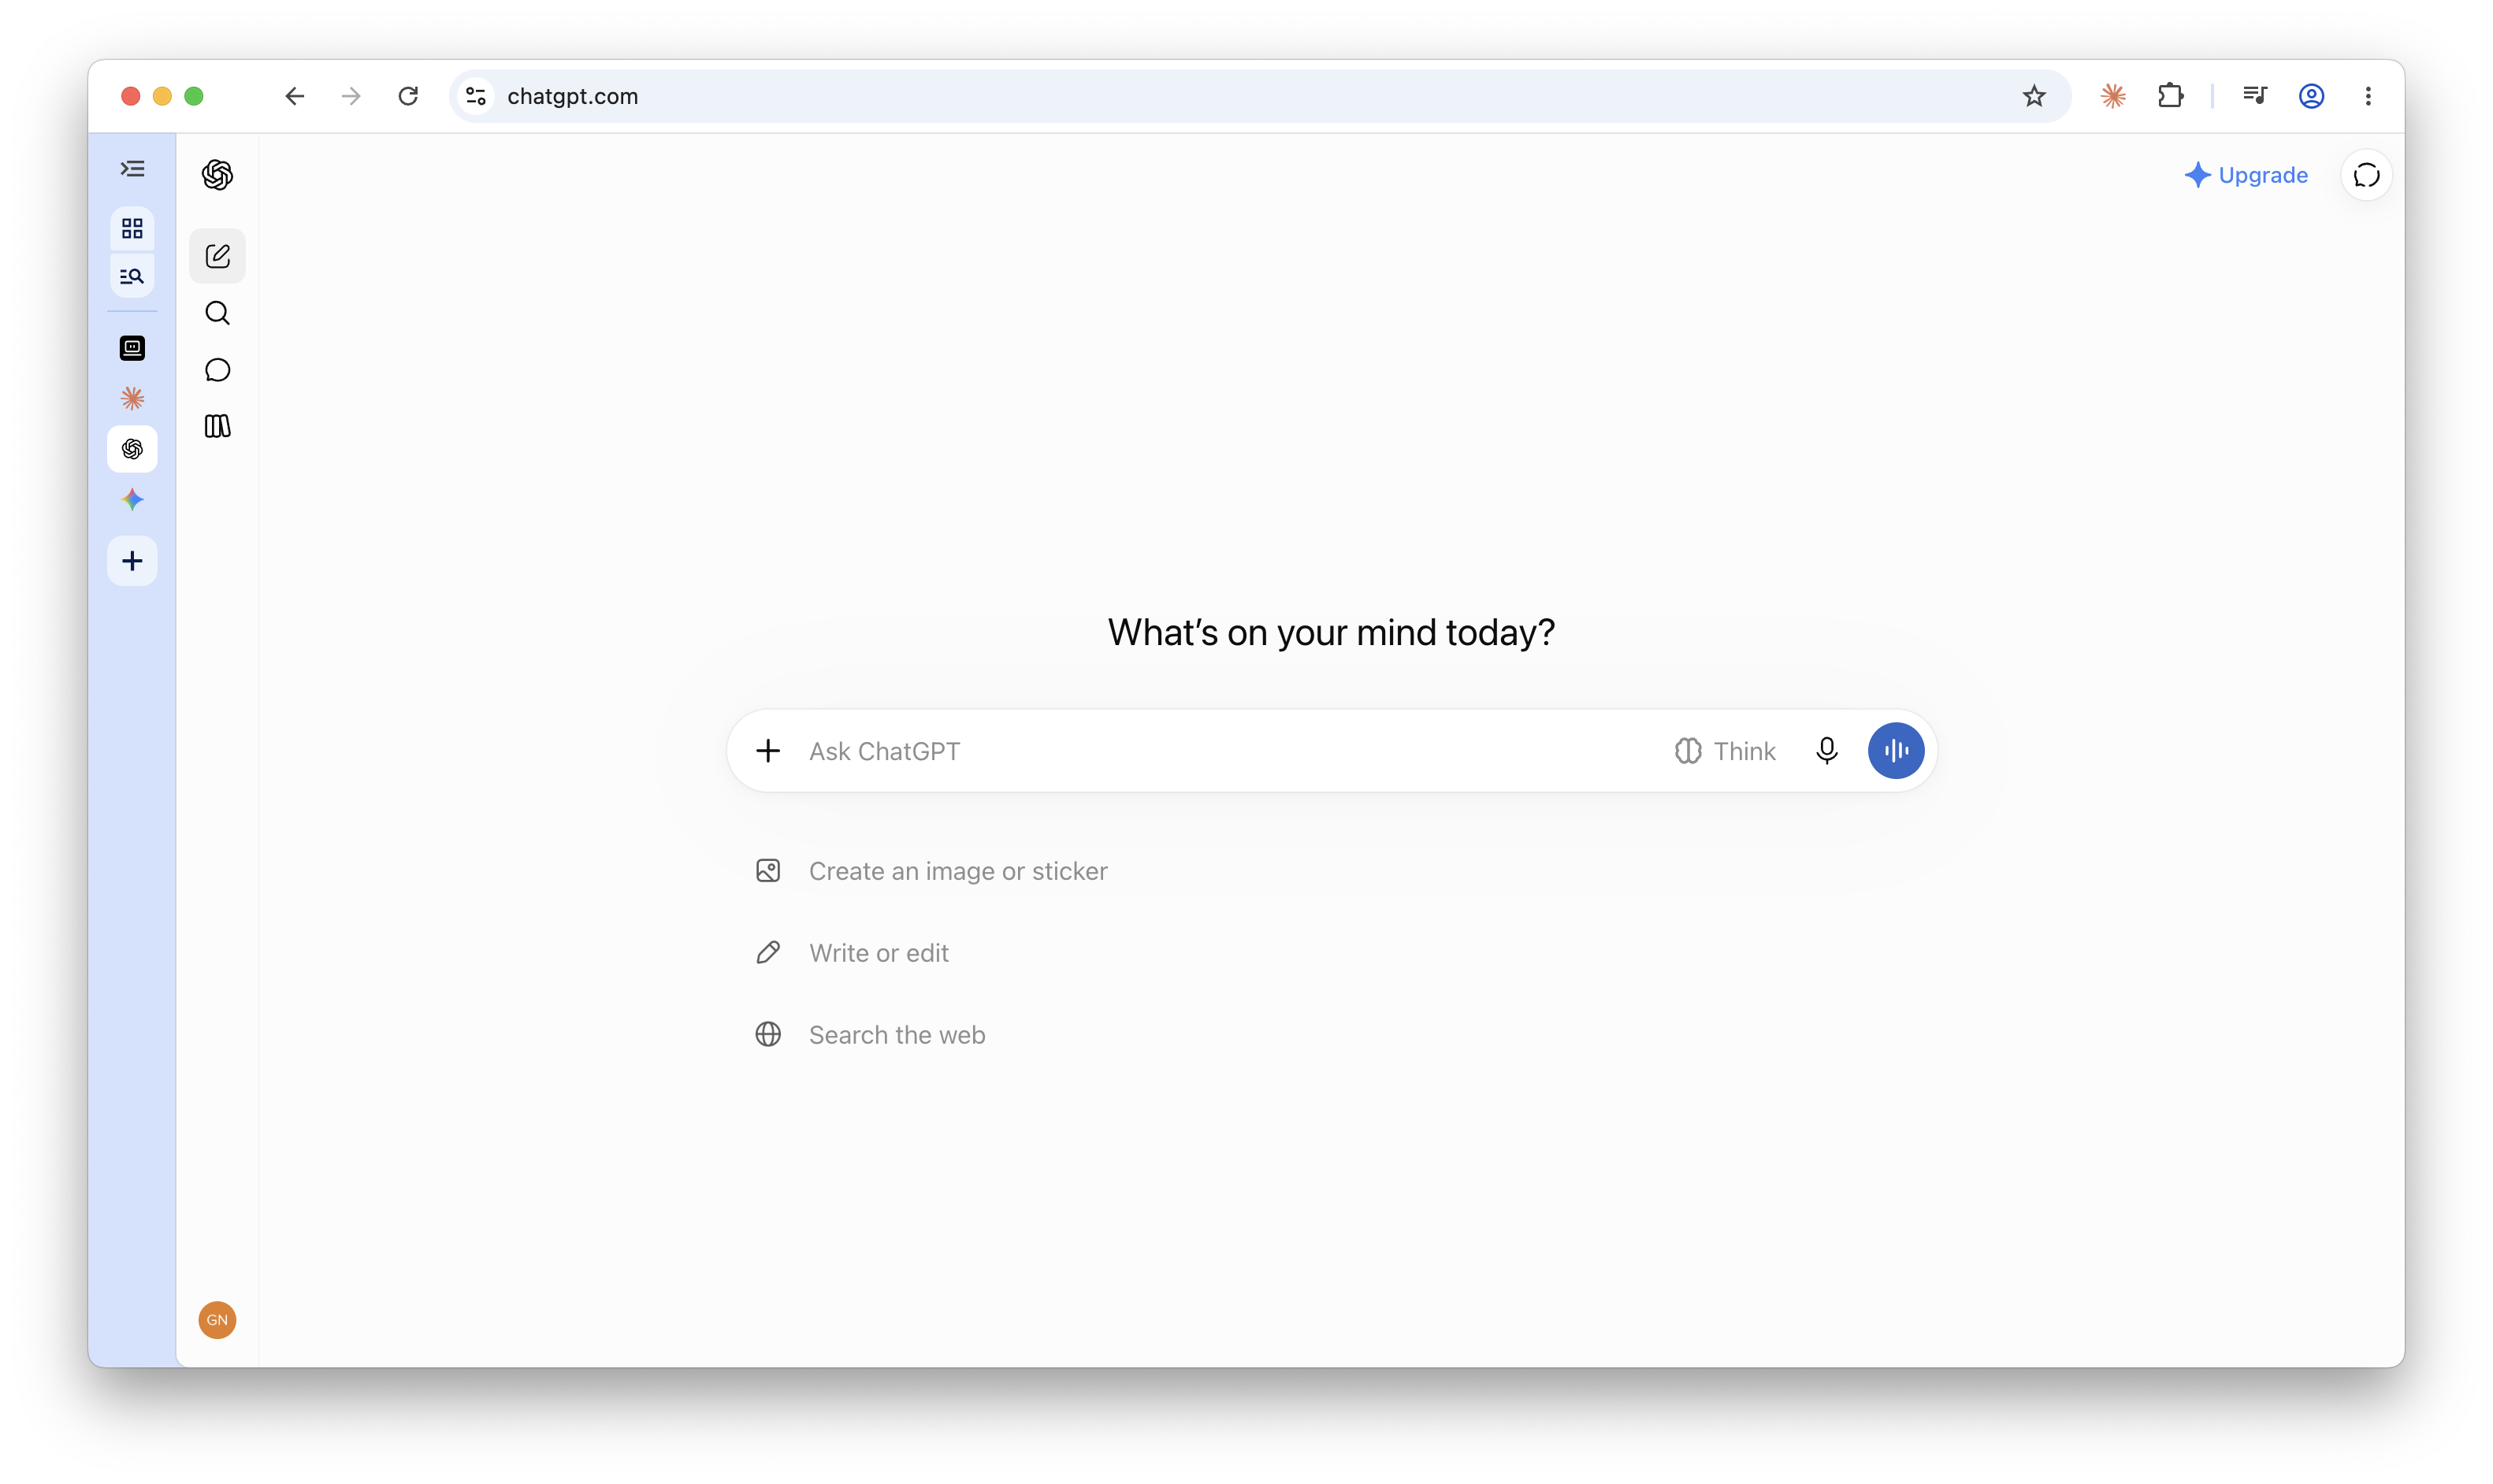 chatgpt.com
Upgrade
What’s on your mind today?
Ask ChatGPT
Think
Create an image or sticker
Write or edit
Search the web
GN